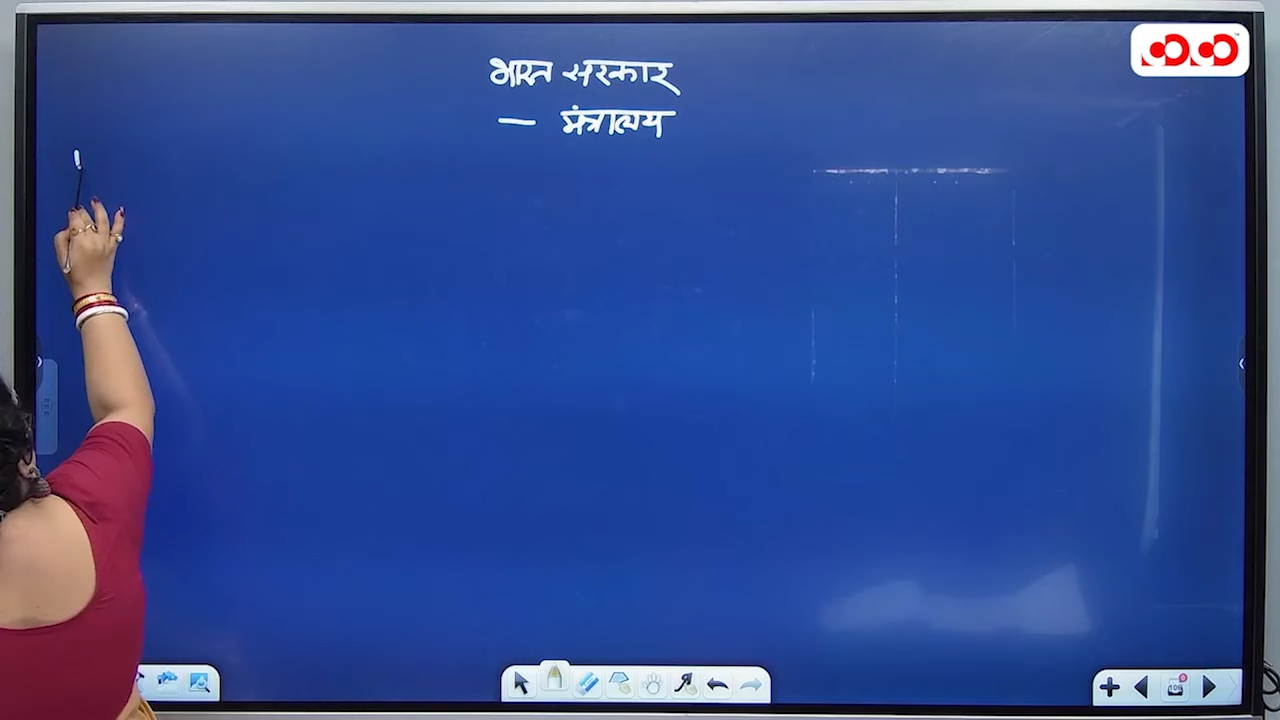 भारत सरकार
— मंत्रालय